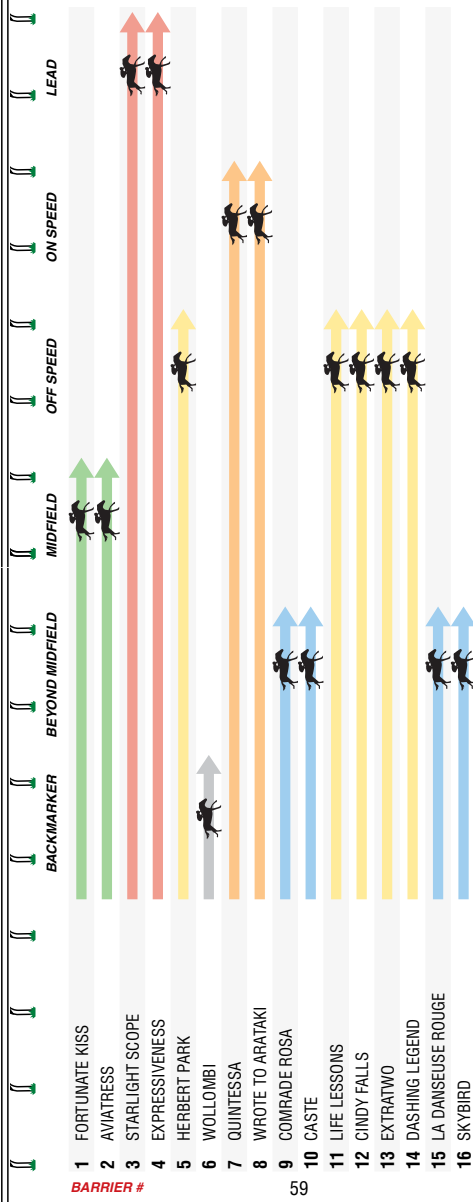 LEAD
ON SPEED
OFF SPEED
MIDFIELD
BEYOND MIDFIELD
BACKMARKER
1 FORTUNATE KISS
2 AVIATRESS
3 STARLIGHT SCOPE
4 EXPRESSIVENESS
5 HERBERT PARK
6 WOLLOMBI
7 QUINTESSA
8 WROTE TO ARATAKI
9 COMRADE ROSA
10 CASTE
11 LIFE LESSONS
12 CINDY FALLS
13 EXTRATWO
14 DASHING LEGEND
15 LA DANSEUSE ROUGE
16 SKYBIRD
BARRIER #
59